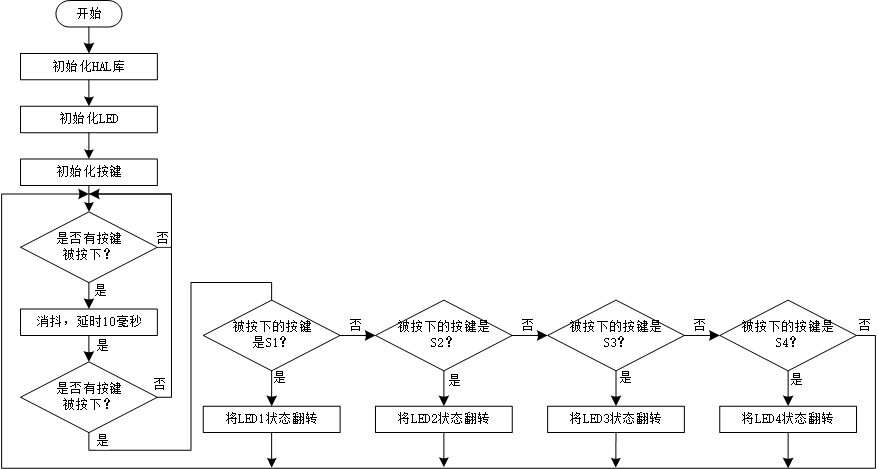 开始
初始化HAL库
初始化LED
初始化按键
是否有按键
被按下?
否
是
消抖，延时10毫秒
是
是否有按键
被按下?
否
是
被按下的按键
是S1?
否
是
将LED1状态翻转
被按下的按键是
S2?
否
是
将LED2状态翻转
被按下的按键是
S3?
否
是
将LED3状态翻转
被按下的按键是
S4?
否
是
将LED4状态翻转